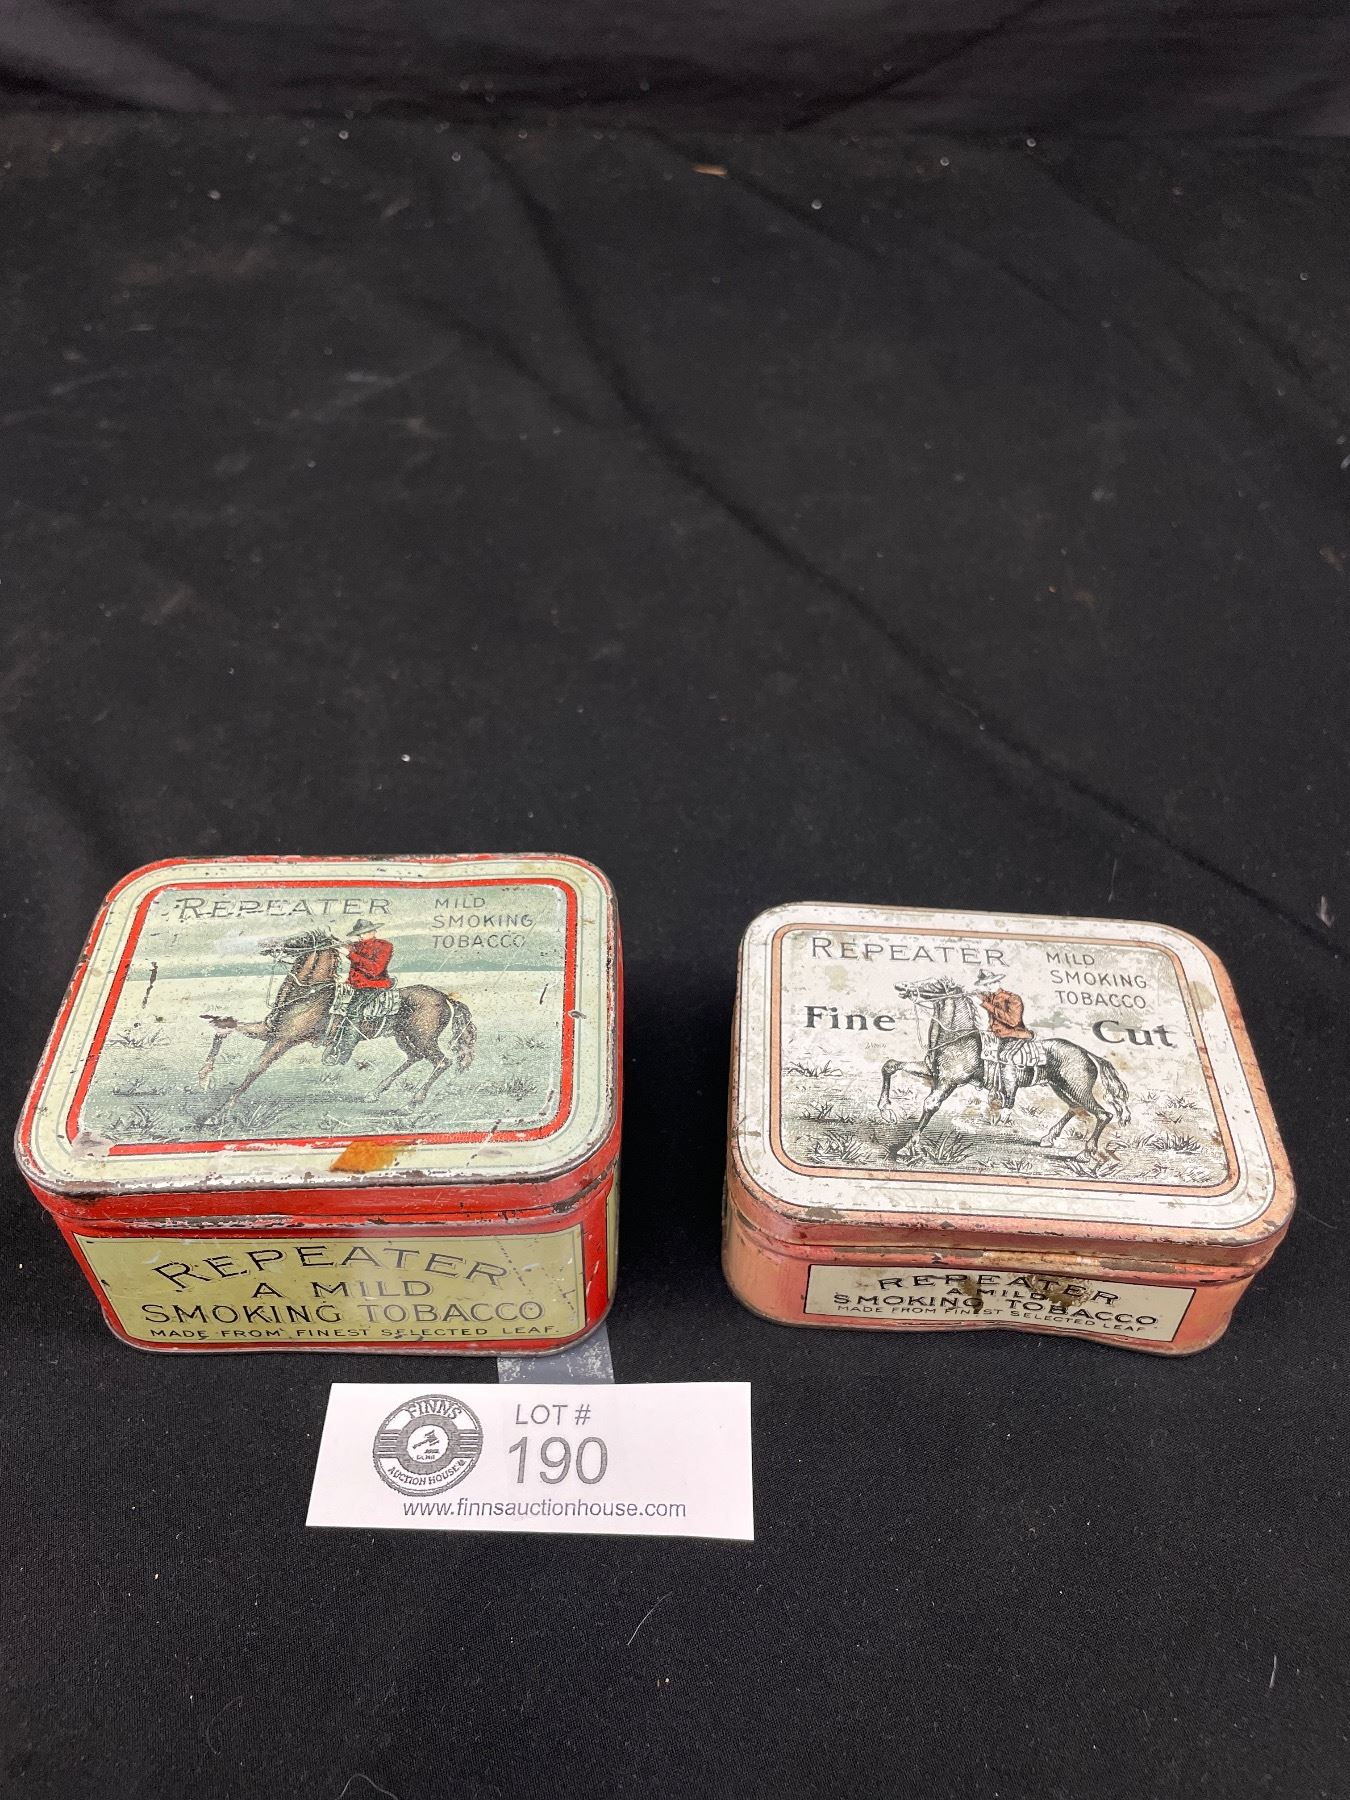 REPEATER
MILD
SMOKING
TOBACCO
REPEATER
A MILD
SMOKING TOBACCO
MADE FROM FINEST SELECTED LEAF.
REPEATER
MILD
SMOKING
TOBACCO
Fine Cut
REPEATER
A MILD
SMOKING TOBACCO
MADE FROM FINEST SELECTED LEAF
FINNS
AUCTION HOUSE
LOT #
190
www.finnsauctionhouse.com